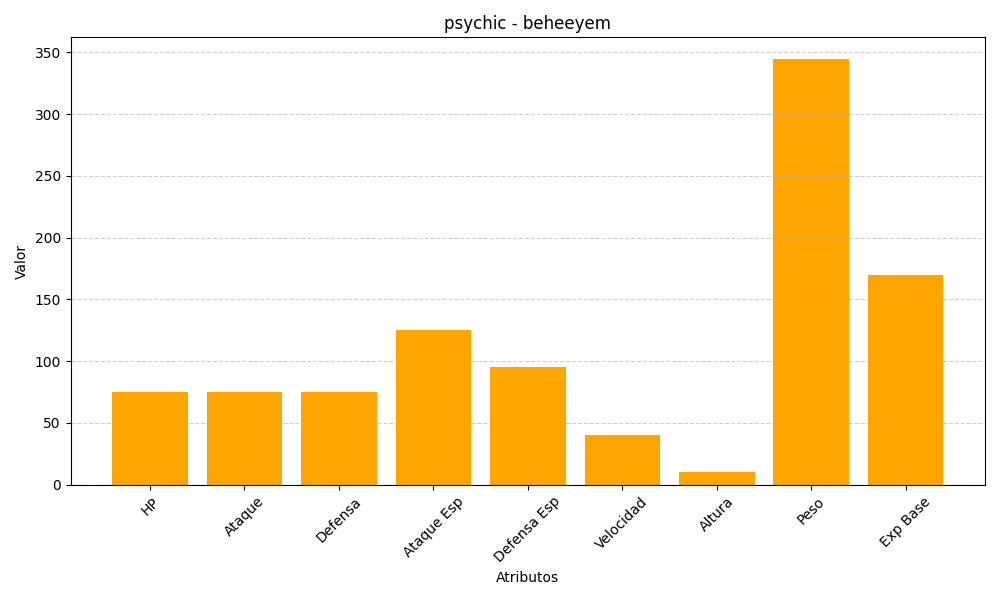 psychic - beheeyem
Valor
350
300
250
200
150
100
50
0
HP
Ataque
Defensa
Ataque Esp
Defensa Esp
Velocidad
Altura
Peso
Exp Base
Atributos